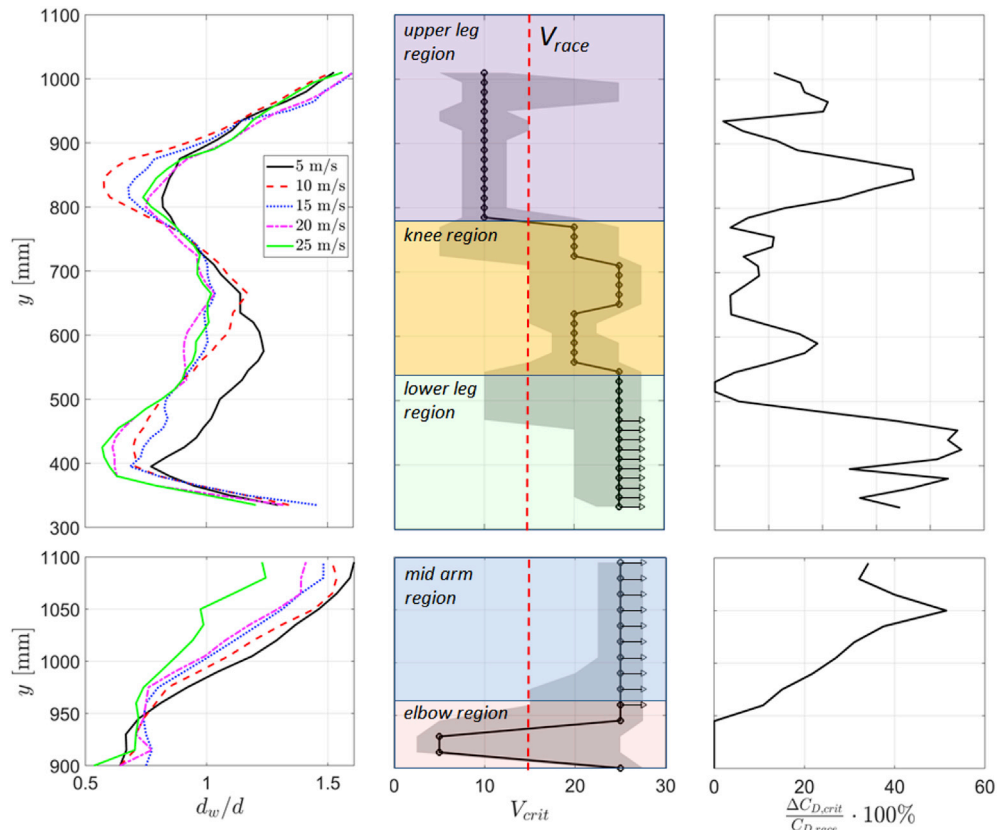 1100
1000
900
800
700
600
500
400
300
y [mm]
5 m/s
10 m/s
15 m/s
20 m/s
25 m/s
upper leg
region
V_race
knee region
lower leg
region
1100
1050
1000
950
900
y [mm]
0.5
1
1.5
d_w/d
mid arm
region
elbow region
0
10
20
30
V_crit
0
20
40
60
ΔC_D,crit
C_D,race · 100%